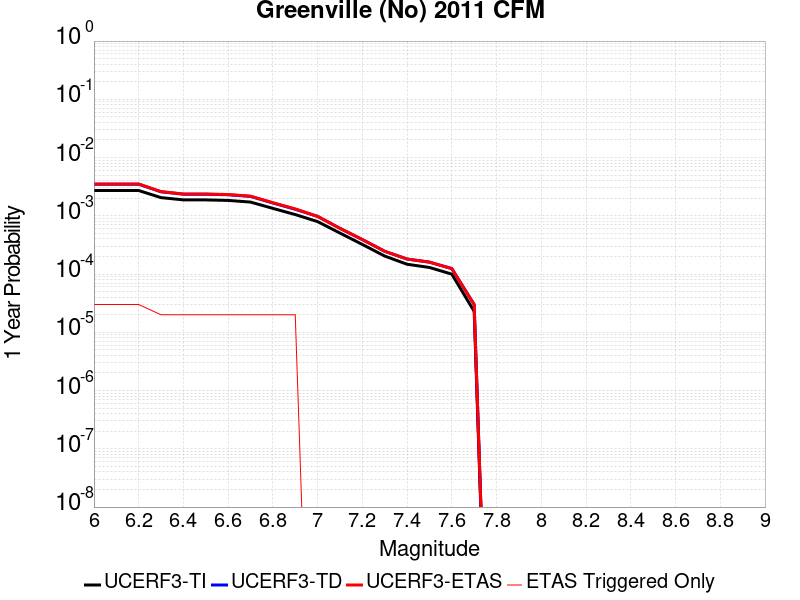 Greenville (No) 2011 CFM
10^0
10^-1
10^-2
10^-3
10^-4
10^-5
10^-6
10^-7
10^-8
1 Year Probability
6 6.2 6.4 6.6 6.8 7 7.2 7.4 7.6 7.8 8 8.2 8.4 8.6 8.8 9
Magnitude
UCERF3-TI UCERF3-TD UCERF3-ETAS ETAS Triggered Only